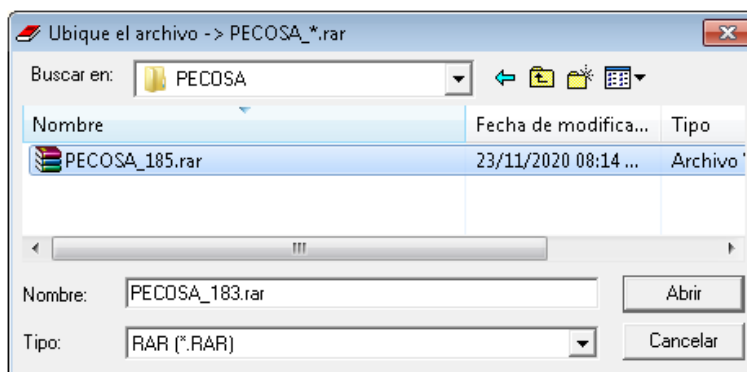 Ubique el archivo -> PECOSA_*.rar
Buscar en: PECOSA
Nombre Fecha de modifica... Tipo
PECOSA_185.rar 23/11/2020 08:14 ... Archivo
Nombre: PECOSA_183.rar Abrir
Tipo: RAR (*.RAR) Cancelar